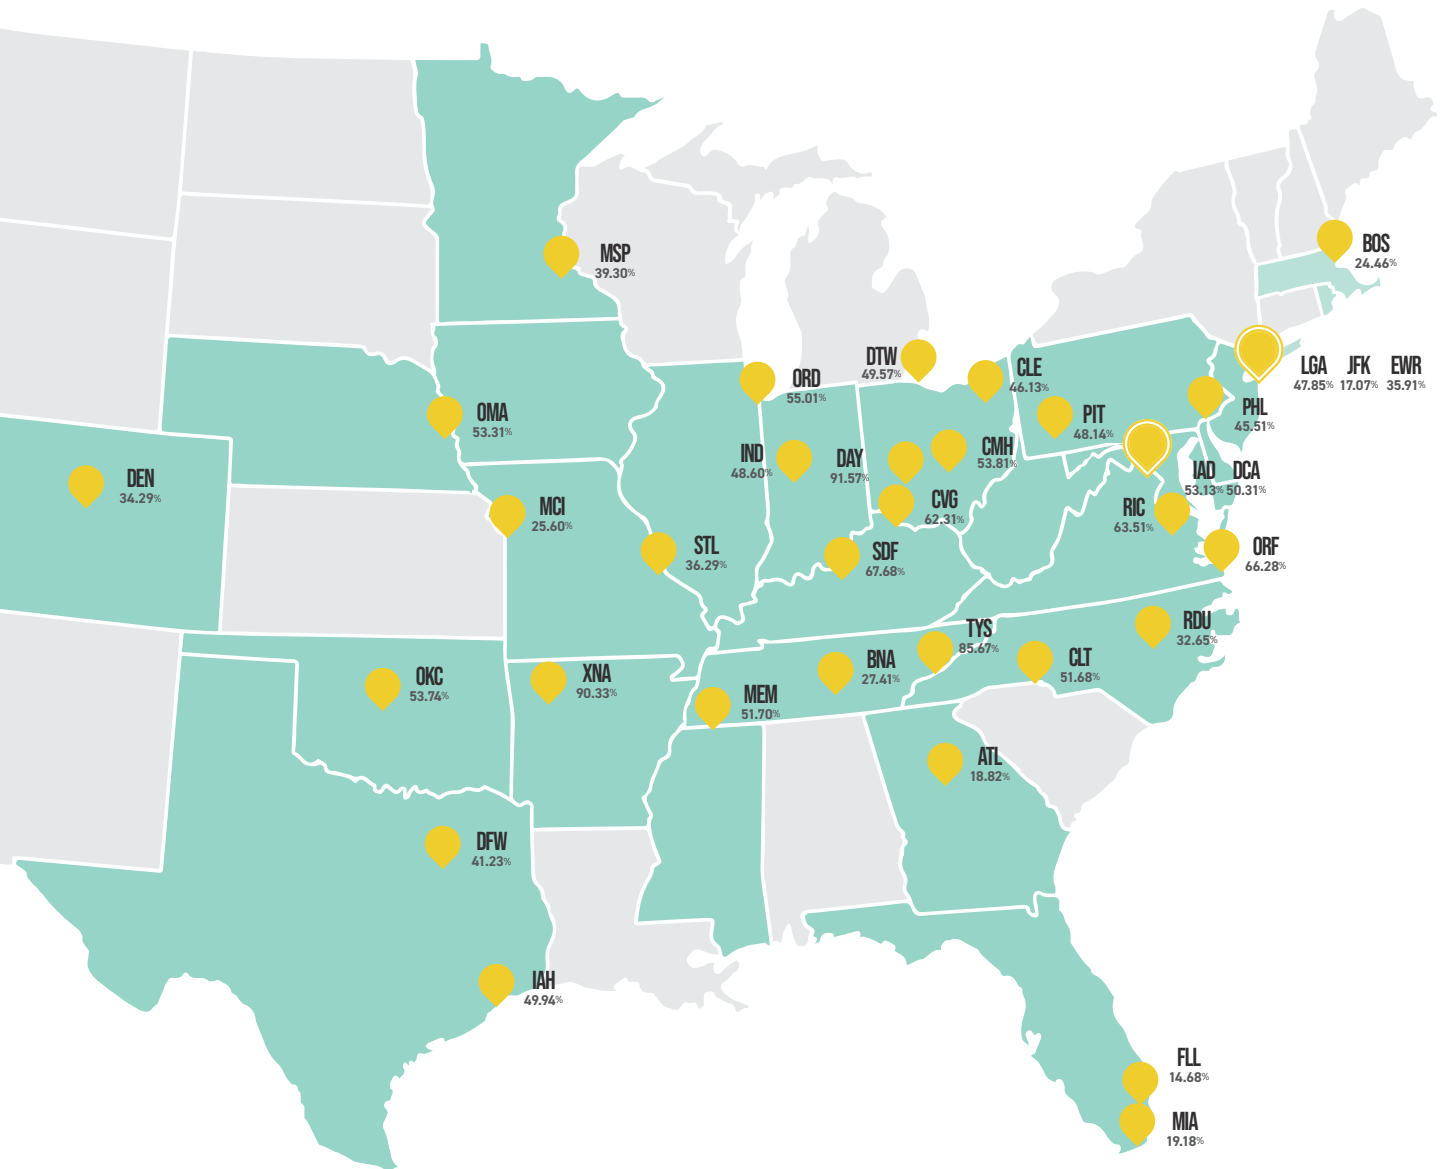 MSP
39.30%
BOS
24.46%
DTW
49.57%
CLE
46.13%
LGA JFK EWR
47.85% 17.07% 35.91%
ORD
55.01%
OMA
53.31%
PIT
48.14%
PHL
45.51%
IND
48.60%
DAY
91.57%
CMH
53.81%
IAD DCA
53.13% 50.31%
DEN
34.29%
MCI
25.60%
CVG
62.31%
RIC
63.51%
STL
36.29%
SDF
67.68%
ORF
66.28%
TYS
85.67%
RDU
32.65%
OKC
53.74%
XNA
90.33%
BNA
27.41%
CLT
51.68%
MEM
51.70%
ATL
18.82%
DFW
41.23%
IAH
49.94%
FLL
14.68%
MIA
19.18%